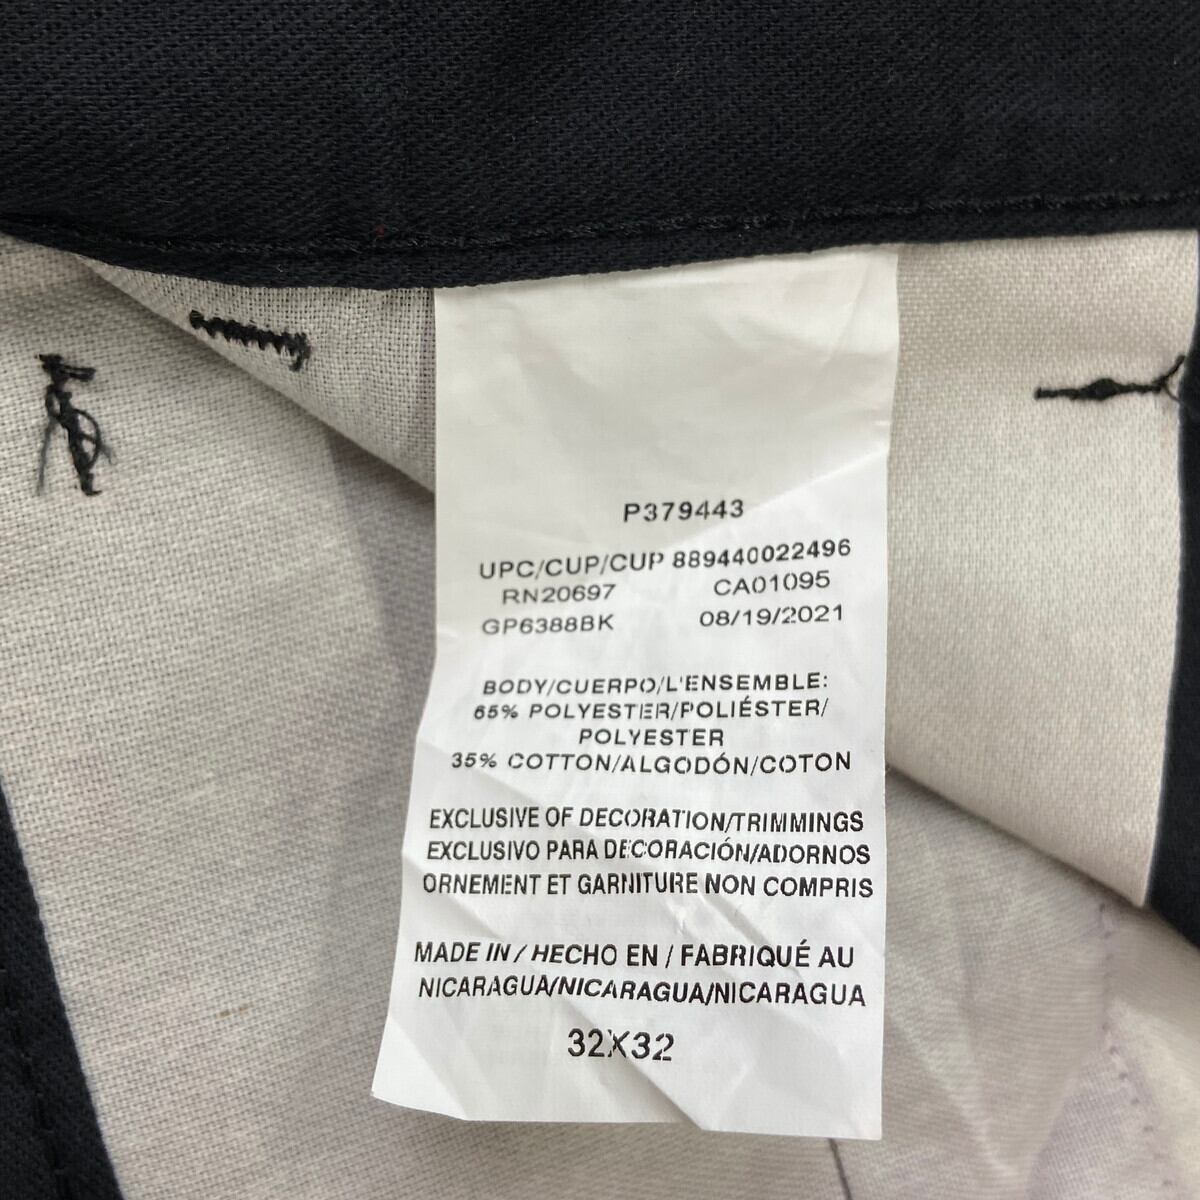 P379443
UPC/CUP/CUP 889440022496
RN20697 CA01095
GP6388BK 08/19/2021
BODY/CUERPO/L'ENSEMBLE:
65% POLYESTER/POLIÉSTER/
POLYESTER
35% COTTON/ALGODÓN/COTON
EXCLUSIVE OF DECORATION/TRIMMINGS
EXCLUSIVO PARA DECORACIÓN/ADORNOS
ORNEMENT ET GARNITURE NON COMPRIS
MADE IN / HECHO EN / FABRIQUÉ AU
NICARAGUA/NICARAGUA/NICARAGUA
32X32